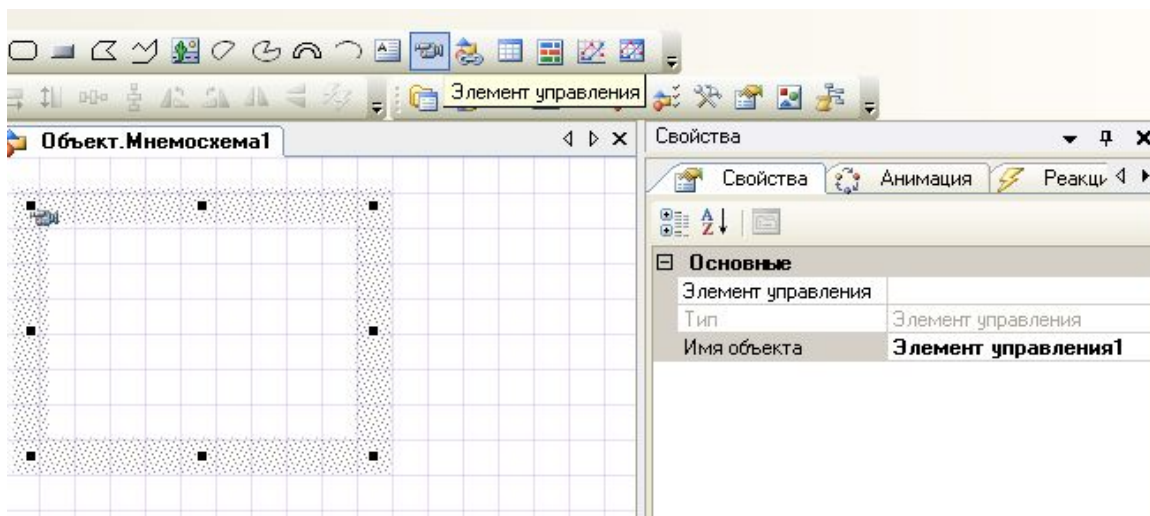 Элемент управления
Объект.Мнемосхема1
Свойства
Свойства Анимация Реакци
Основные
Элемент управления
Тип Элемент управления
Имя объекта Элемент управления1